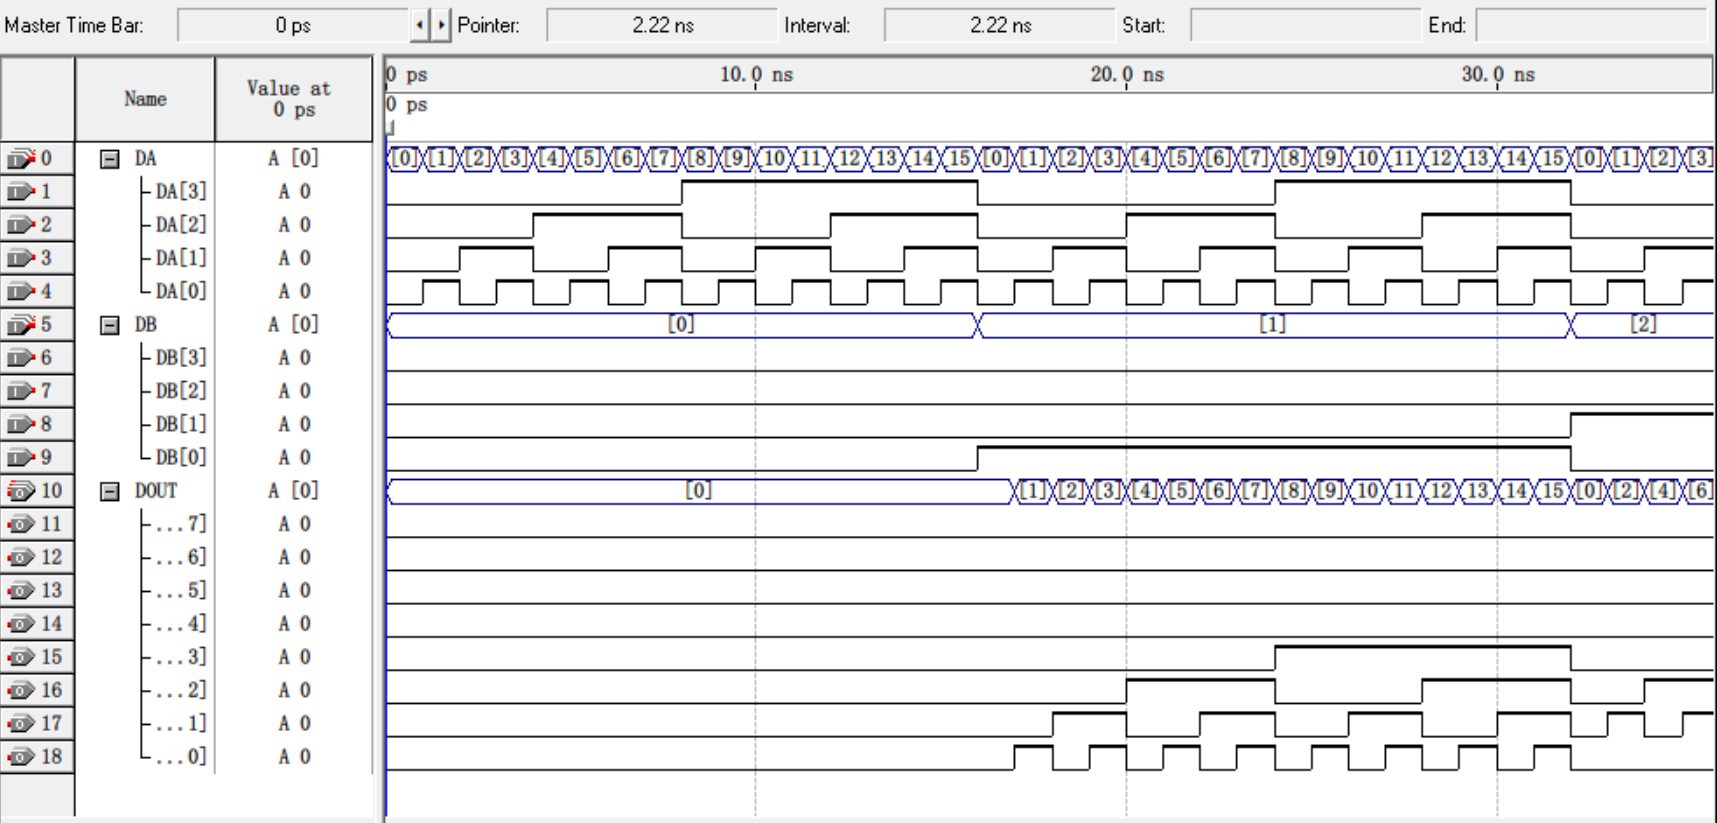 Master Time Bar: 0 ps Pointer: 2.22 ns Interval: 2.22 ns Start: End:
Name Value at 0 ps 0 ps 10.0 ns 20.0 ns 30.0 ns
0 ps
0 DA A [0] [0] [1] [2] [3] [4] [5] [6] [7] [8] [9] 10 11 12 13 14 15 [0] [1] [2] [3] [4] [5] [6] [7] [8] [9] 10 11 12 13 14 15 [0] [1] [2] [3]
1 DA[3] A 0
2 DA[2] A 0
3 DA[1] A 0
4 DA[0] A 0
5 DB A [0] [0] [1] [2]
6 DB[3] A 0
7 DB[2] A 0
8 DB[1] A 0
9 DB[0] A 0
10 DOUT A [0] [0] [1] [2] [3] [4] [5] [6] [7] [8] [9] 10 11 12 13 14 15 [0] [2] [4] [6]
11 ...7] A 0
12 ...6] A 0
13 ...5] A 0
14 ...4] A 0
15 ...3] A 0
16 ...2] A 0
17 ...1] A 0
18 ...0] A 0